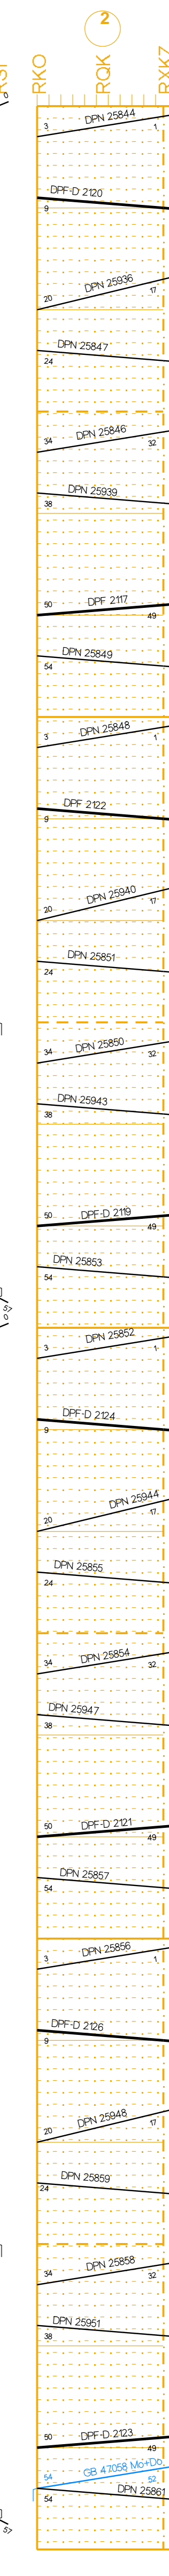 2
RKO
RQK
RXKZ
0
3
DPN 25844
1
DPF-D 2120
9
DPN 25936
20
17
DPN 25847
24
DPN 25846
34
32
DPN 25939
38
50
DPF 2117
49
DPN 25849
54
3
DPN 25848
1
DPF 2122
9
DPN 25940
20
17
DPN 25851
24
DPN 25850
34
32
DPN 25943
38
50
DPF-D 2119
49
DPN 25853
54
57
0
3
DPN 25852
1
DPF-D 2124
9
DPN 25944
20
17
DPN 25855
24
DPN 25854
34
32
DPN 25947
38
50
DPF-D 2121
49
DPN 25857
54
3
DPN 25856
1
DPF-D 2126
9
DPN 25948
20
17
DPN 25859
24
DPN 25858
34
32
DPN 25951
38
50
DPF-D 2123
49
GB 47058 Mo+Do
54
52
DPN 25861
54
57